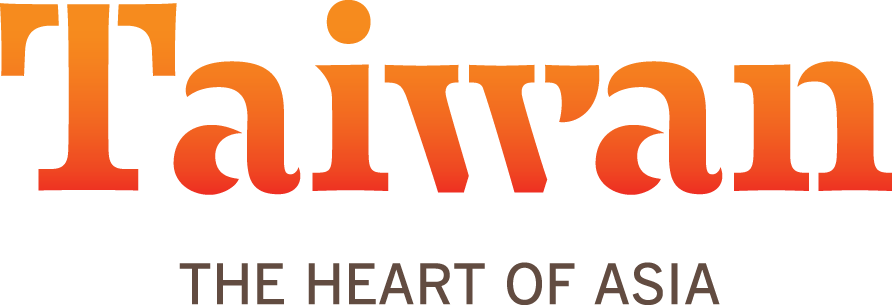 Taiwan
THE HEART OF ASIA